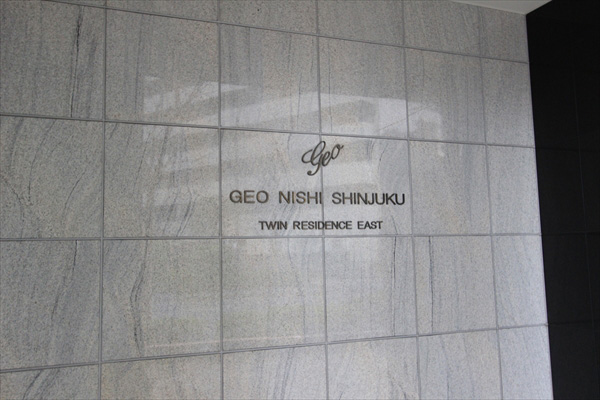 Geo
GEO NISHI SHINJUKU
TWIN RESIDENCE EAST